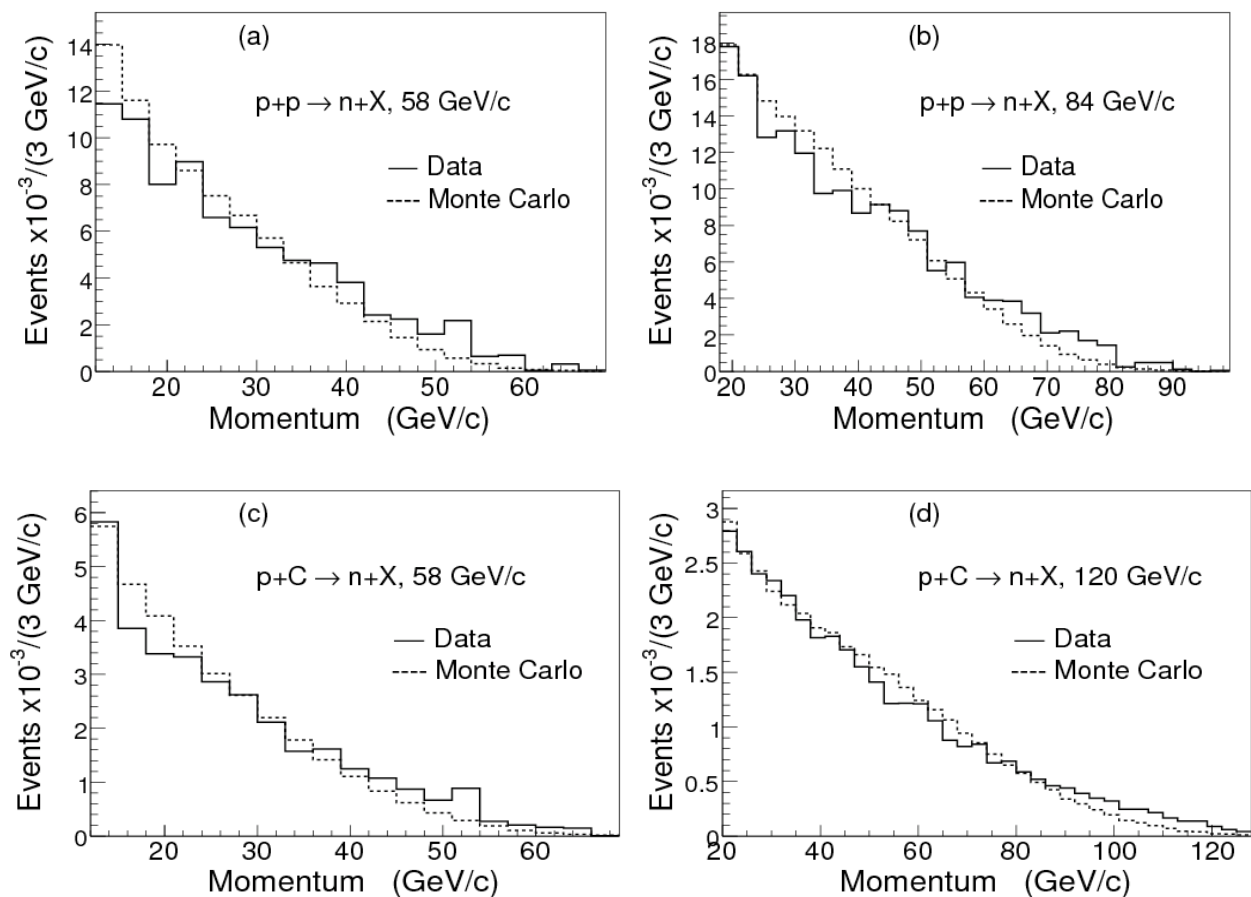 (a)
p+p → n+X, 58 GeV/c
Data
Monte Carlo
Events x10⁻³/(3 GeV/c)
14
12
10
8
6
4
2
0
20 30 40 50 60
Momentum (GeV/c)
(b)
p+p → n+X, 84 GeV/c
Data
Monte Carlo
Events x10⁻³/(3 GeV/c)
18
16
14
12
10
8
6
4
2
0
20 30 40 50 60 70 80 90
Momentum (GeV/c)
(c)
p+C → n+X, 58 GeV/c
Data
Monte Carlo
Events x10⁻³/(3 GeV/c)
6
5
4
3
2
1
0
20 30 40 50 60
Momentum (GeV/c)
(d)
p+C → n+X, 120 GeV/c
Data
Monte Carlo
Events x10⁻³/(3 GeV/c)
3
2.5
2
1.5
1
0.5
0
20 40 60 80 100 120
Momentum (GeV/c)